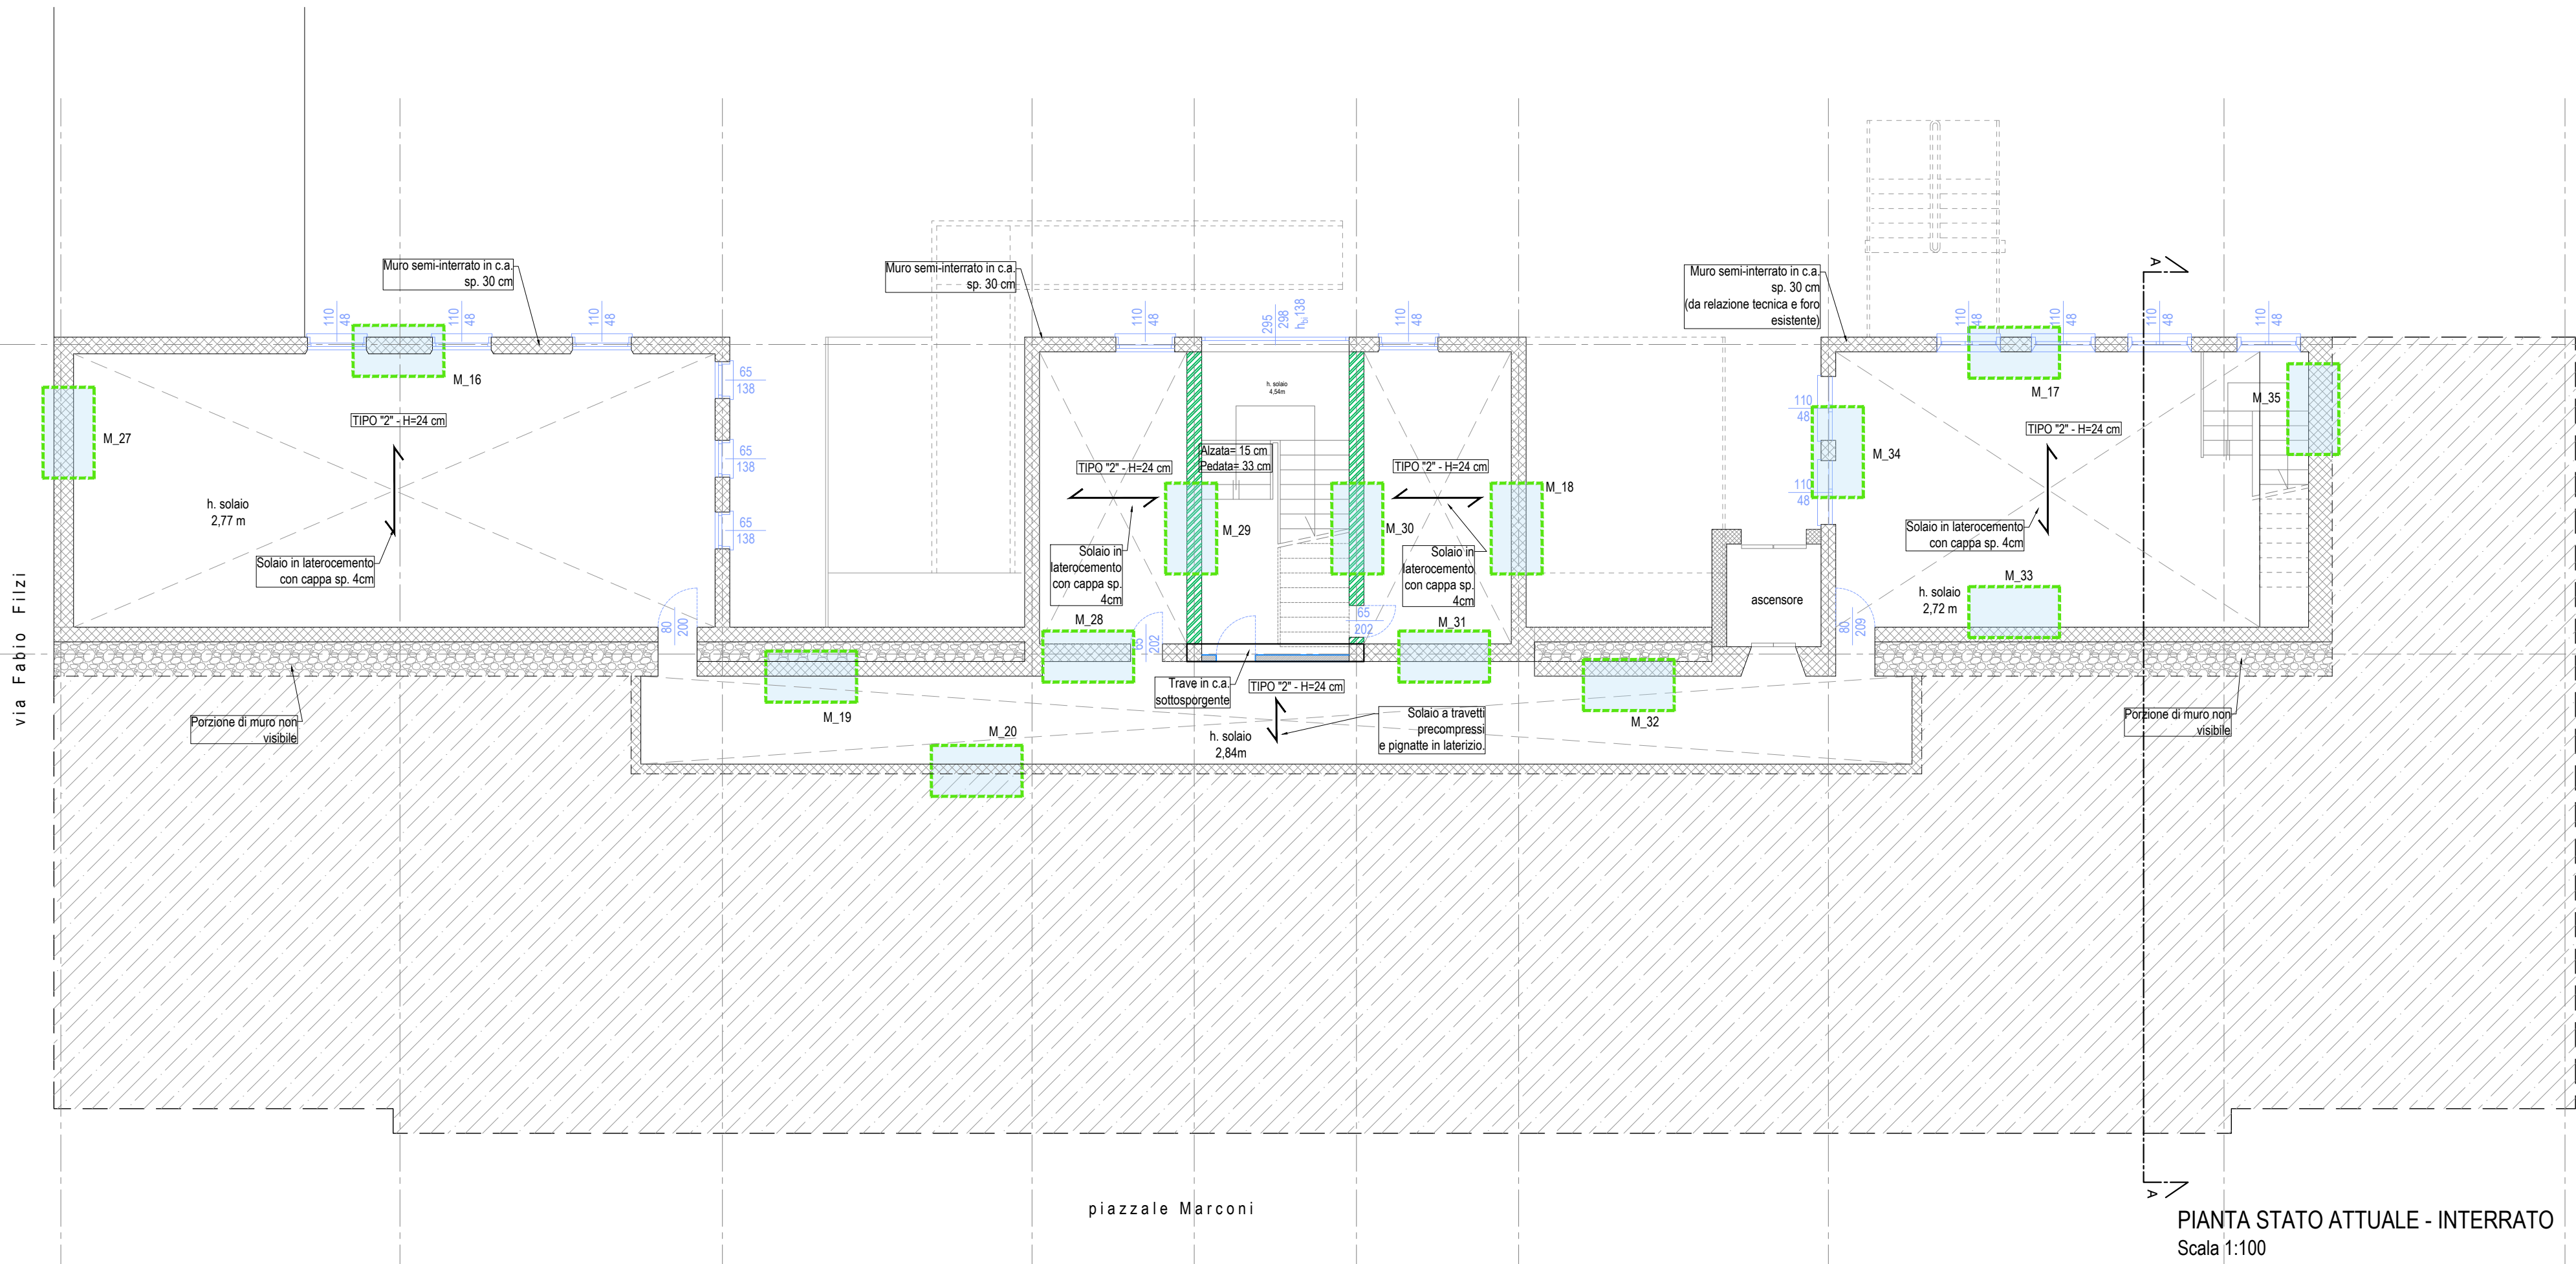 Muro semi-interrato in c.a.
sp. 30 cm
Muro semi-interrato in c.a.
sp. 30 cm
Muro semi-interrato in c.a.
sp. 30 cm
(da relazione tecnica e foro
esistente)
A
110
48
110
48
110
48
110
48
295
298
hbi138
110
48
110
48
110
48
110
48
110
48
M_16
M_17
M_35
M_27
65
138
65
138
65
138
TIPO "2" - H=24 cm
h. solaio
4,54m
110
48
110
48
TIPO "2" - H=24 cm
M_34
Alzata= 15 cm
Pedata= 33 cm
TIPO "2" - H=24 cm
TIPO "2" - H=24 cm
M_18
h. solaio
2,77 m
M_29
M_30
Solaio in laterocemento
con cappa sp. 4cm
Solaio in laterocemento
con cappa sp. 4cm
Solaio in
laterocemento
con cappa sp.
4cm
Solaio in
laterocemento
con cappa sp.
4cm
ascensore
M_33
h. solaio
2,72 m
80
200
M_28
65
202
65
202
M_31
80
209
via Fabio Filzi
Trave in c.a.
sottosporgente
TIPO "2" - H=24 cm
Porzione di muro non
visibile
M_19
M_20
h. solaio
2,84m
Solaio a travetti
precompressi
e pignatte in laterizio.
M_32
Porzione di muro non
visibile
A
piazzale Marconi
PIANTA STATO ATTUALE - INTERRATO
Scala 1:100